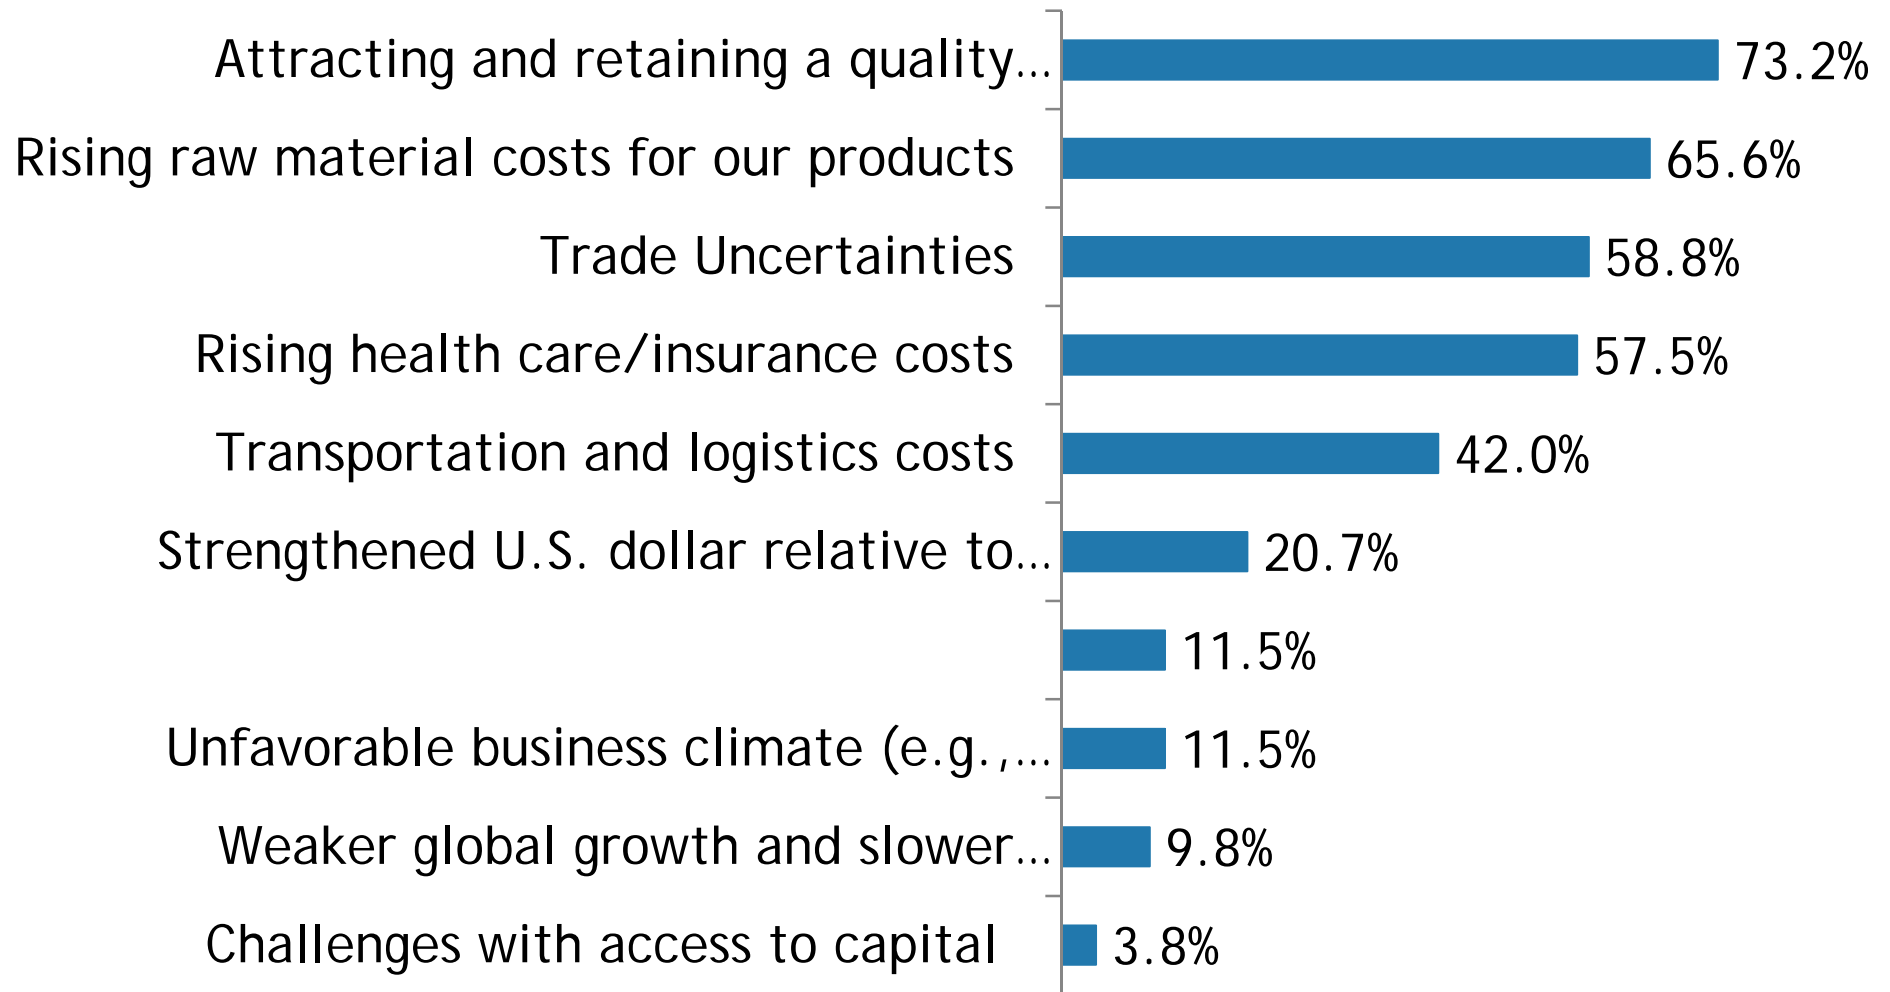 Attracting and retaining a quality... 73.2%
Rising raw material costs for our products 65.6%
Trade Uncertainties 58.8%
Rising health care/insurance costs 57.5%
Transportation and logistics costs 42.0%
Strengthened U.S. dollar relative to... 20.7%
11.5%
Unfavorable business climate (e.g.,... 11.5%
Weaker global growth and slower... 9.8%
Challenges with access to capital 3.8%